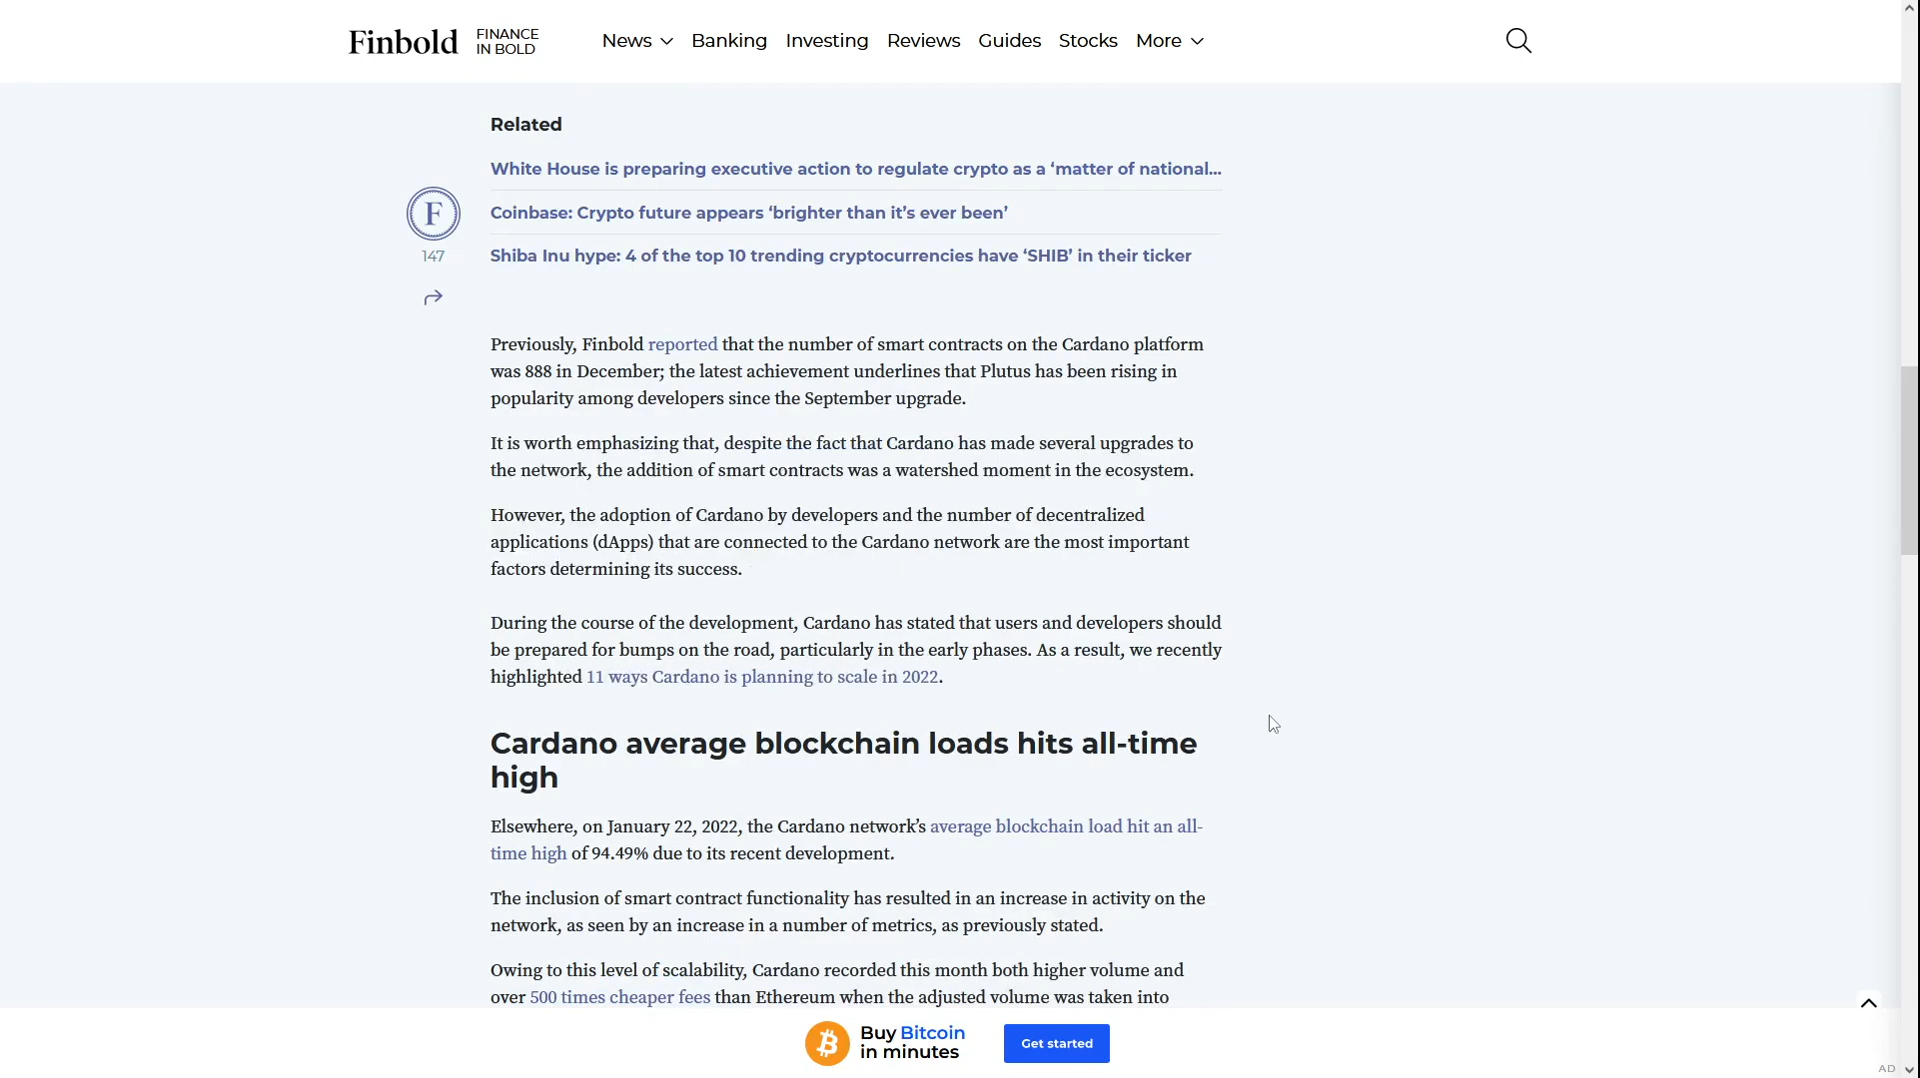 Finbold
FINANCE
IN BOLD
News
Banking
Investing
Reviews
Guides
Stocks
More
Related
White House is preparing executive action to regulate crypto as a ‘matter of national...
Coinbase: Crypto future appears ‘brighter than it’s ever been’
F
147
Shiba Inu hype: 4 of the top 10 trending cryptocurrencies have ‘SHIB’ in their ticker
Previously, Finbold reported that the number of smart contracts on the Cardano platform
was 888 in December; the latest achievement underlines that Plutus has been rising in
popularity among developers since the September upgrade.
It is worth emphasizing that, despite the fact that Cardano has made several upgrades to
the network, the addition of smart contracts was a watershed moment in the ecosystem.
However, the adoption of Cardano by developers and the number of decentralized
applications (dApps) that are connected to the Cardano network are the most important
factors determining its success.
During the course of the development, Cardano has stated that users and developers should
be prepared for bumps on the road, particularly in the early phases. As a result, we recently
highlighted 11 ways Cardano is planning to scale in 2022.
Cardano average blockchain loads hits all-time
high
Elsewhere, on January 22, 2022, the Cardano network’s average blockchain load hit an all-
time high of 94.49% due to its recent development.
The inclusion of smart contract functionality has resulted in an increase in activity on the
network, as seen by an increase in a number of metrics, as previously stated.
Owing to this level of scalability, Cardano recorded this month both higher volume and
over 500 times cheaper fees than Ethereum when the adjusted volume was taken into
Buy Bitcoin
in minutes
Get started
AD